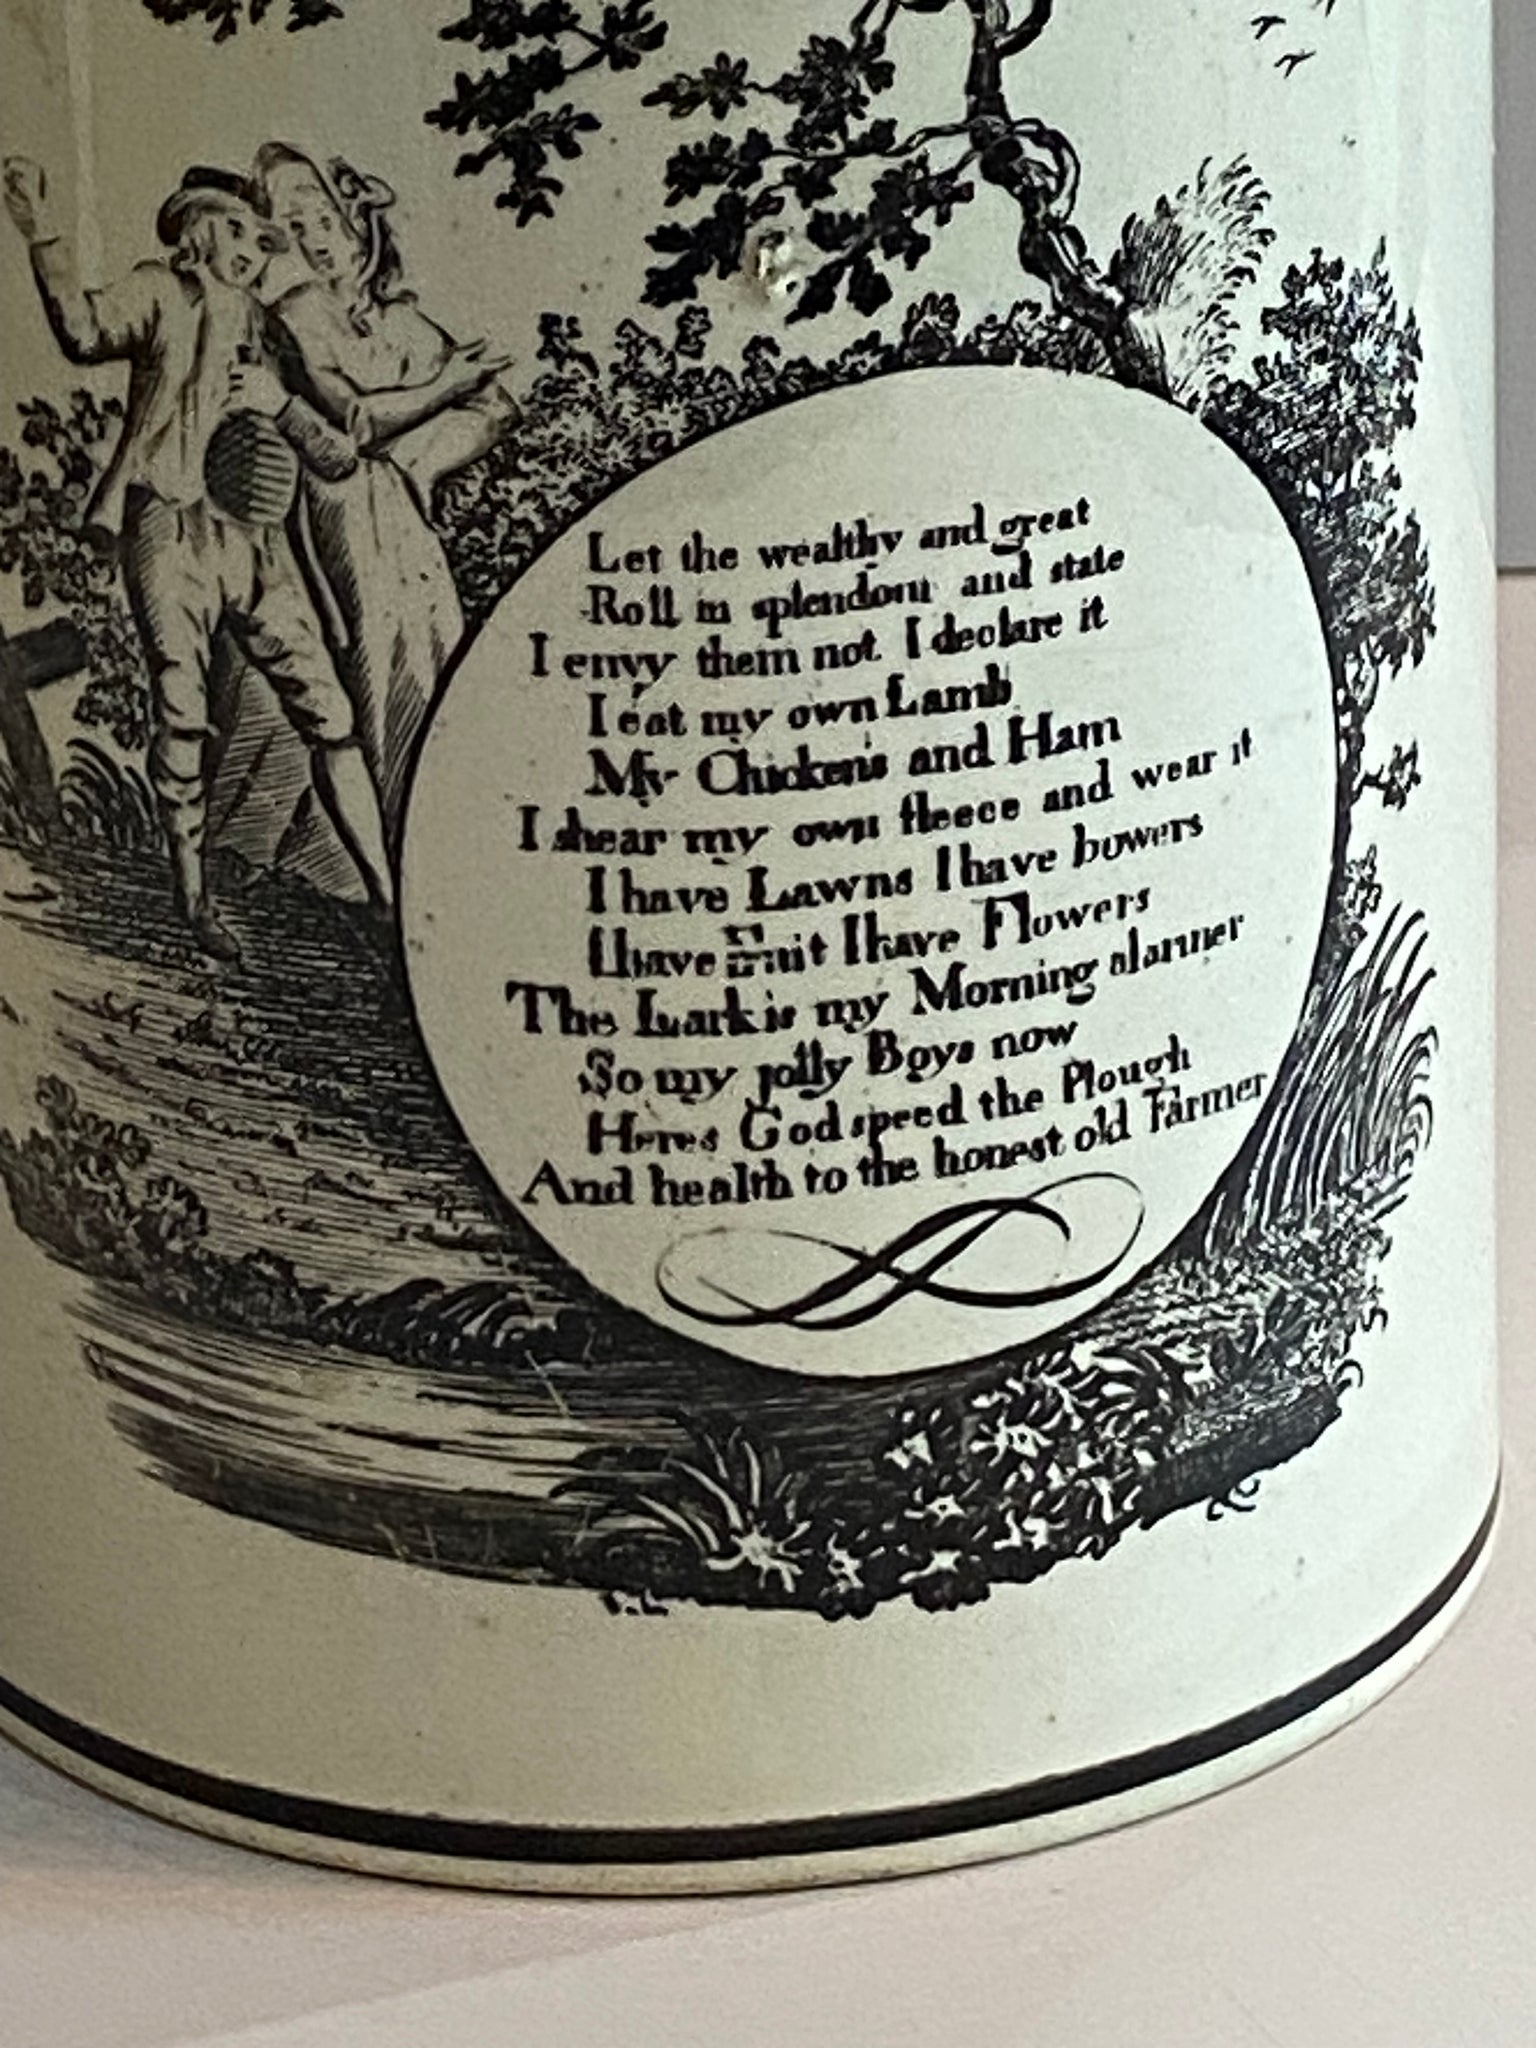 Let the wealthy and great
Roll in splendom and state
I envy them not I declare it
I eat my own Lamb
My Chickens and Ham
I shear my own fleece and wear it
I have Lawns I have bowers
I have Fruit I have Flowers
The Lark is my Morning alarmer
So my jolly Boys now
Heres God speed the Plough
And health to the honest old Farmer